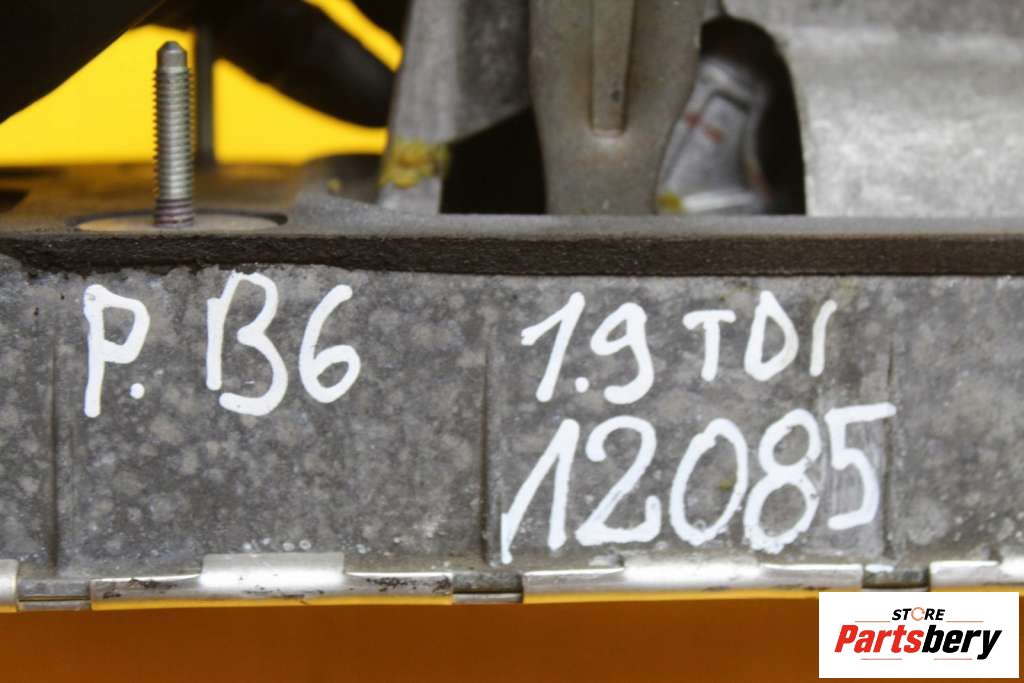 P. B6 1.9 TDI
12085
STORE
Partsbery